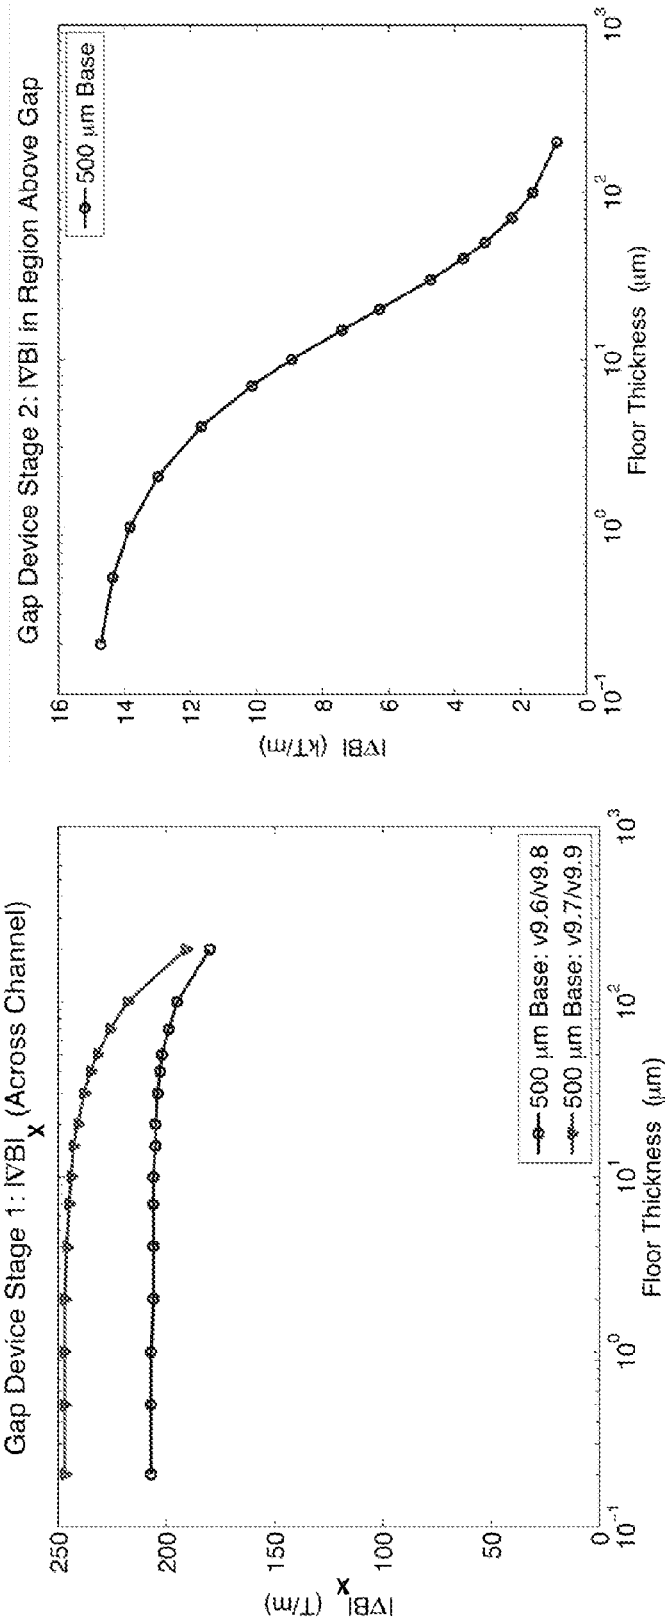 Gap Device Stage 1: |∇B|x (Across Channel)
|∇B|x (T/m)
250
200
150
100
50
0
10⁻¹
10⁰
10¹
10²
10³
Floor Thickness (μm)
500 μm Base: v9.6/v9.8
500 μm Base: v9.7/v9.9
Gap Device Stage 2: |∇B| in Region Above Gap
|∇B| (kT/m)
16
14
12
10
8
6
4
2
0
10⁻¹
10⁰
10¹
10²
10³
Floor Thickness (μm)
500 μm Base